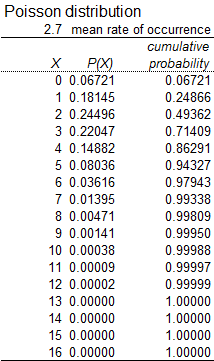 Poisson distribution
2.7 mean rate of occurrence
cumulative
X P(X) probability
0 0.06721 0.06721
1 0.18145 0.24866
2 0.24496 0.49362
3 0.22047 0.71409
4 0.14882 0.86291
5 0.08036 0.94327
6 0.03616 0.97943
7 0.01395 0.99338
8 0.00471 0.99809
9 0.00141 0.99950
10 0.00038 0.99988
11 0.00009 0.99997
12 0.00002 0.99999
13 0.00000 1.00000
14 0.00000 1.00000
15 0.00000 1.00000
16 0.00000 1.00000